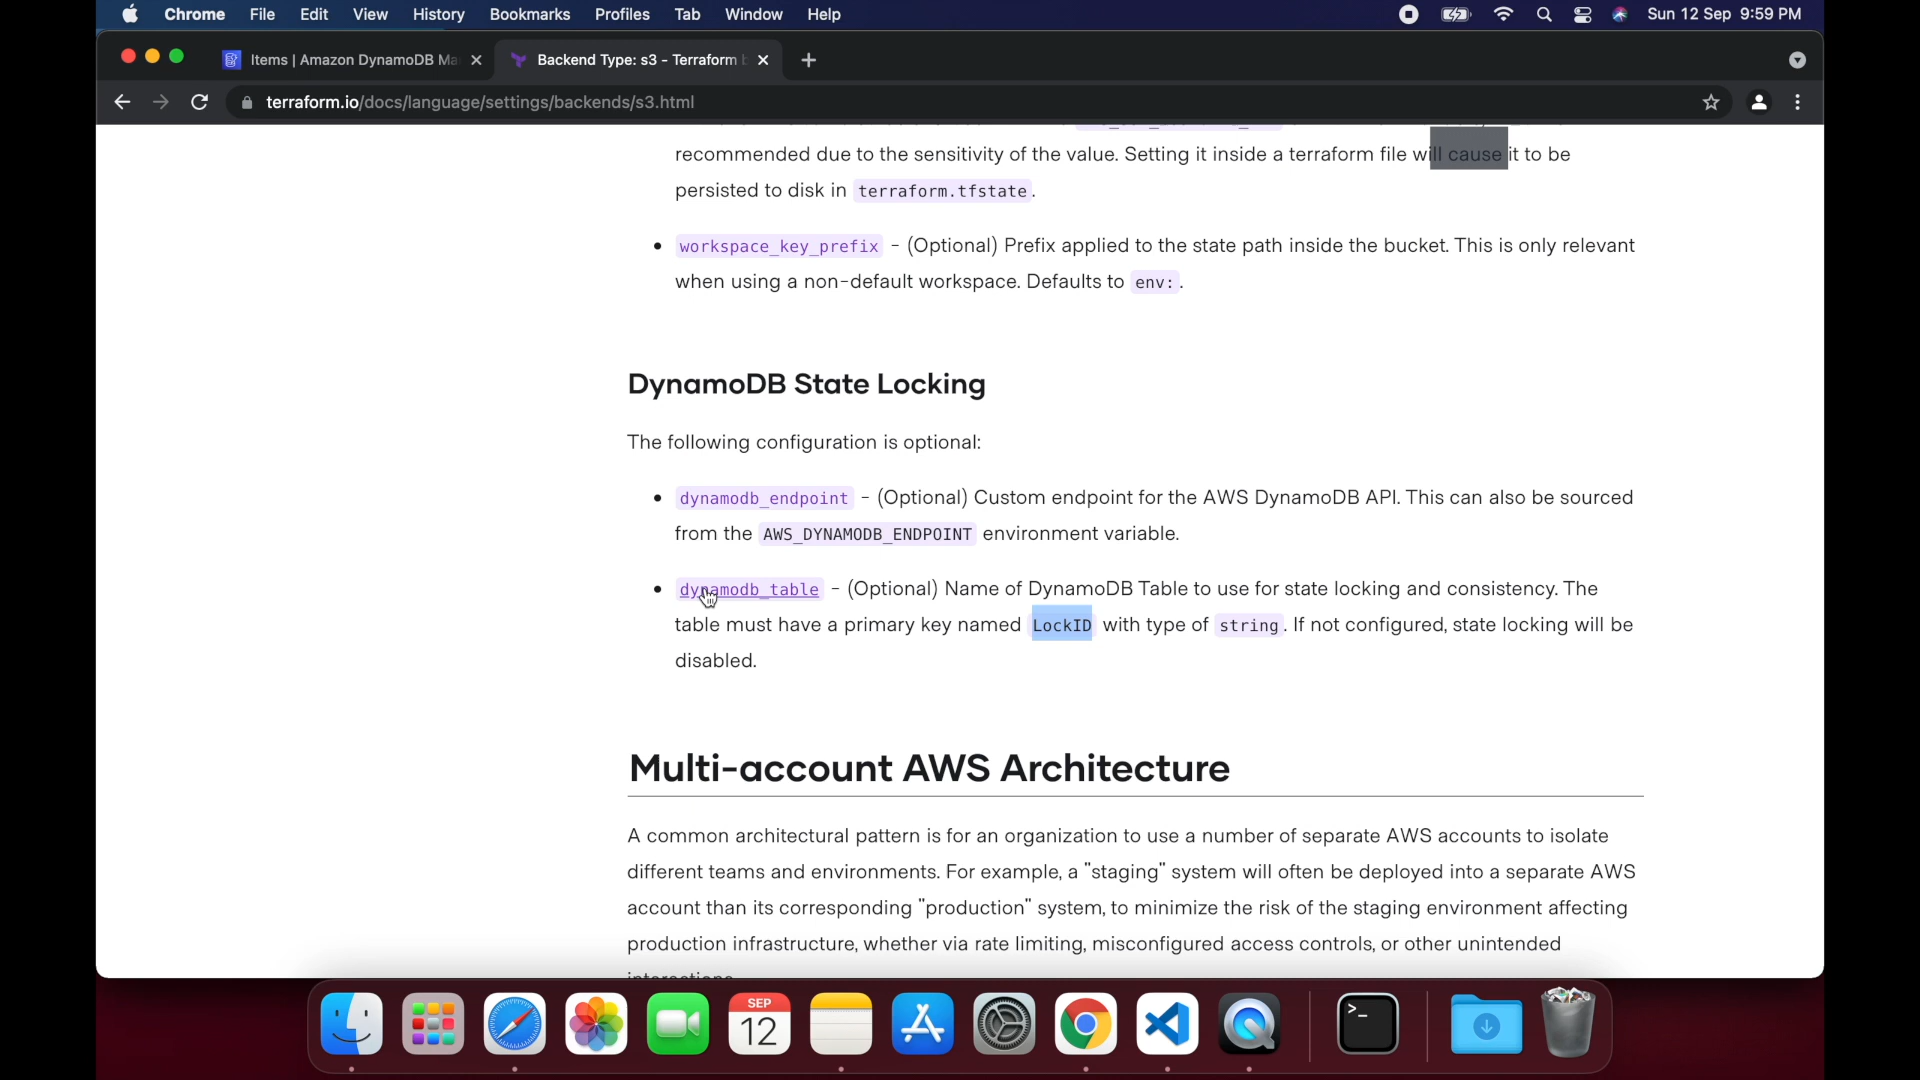 Chrome File Edit View History Bookmarks Profiles Tab Window Help Sun 12 Sep 9:59 PM
Items | Amazon DynamoDB Ma Backend Type: s3 - Terraform b
terraform.io/docs/language/settings/backends/s3.html
recommended due to the sensitivity of the value. Setting it inside a terraform file will cause it to be
persisted to disk in terraform.tfstate.
• workspace_key_prefix - (Optional) Prefix applied to the state path inside the bucket. This is only relevant
when using a non-default workspace. Defaults to env:.
DynamoDB State Locking
The following configuration is optional:
• dynamodb_endpoint - (Optional) Custom endpoint for the AWS DynamoDB API. This can also be sourced
from the AWS_DYNAMODB_ENDPOINT environment variable.
• dynamodb_table - (Optional) Name of DynamoDB Table to use for state locking and consistency. The
table must have a primary key named LockID with type of string. If not configured, state locking will be
disabled.
Multi-account AWS Architecture
A common architectural pattern is for an organization to use a number of separate AWS accounts to isolate
different teams and environments. For example, a "staging" system will often be deployed into a separate AWS
account than its corresponding "production" system, to minimize the risk of the staging environment affecting
production infrastructure, whether via rate limiting, misconfigured access controls, or other unintended
SEP
12
>_